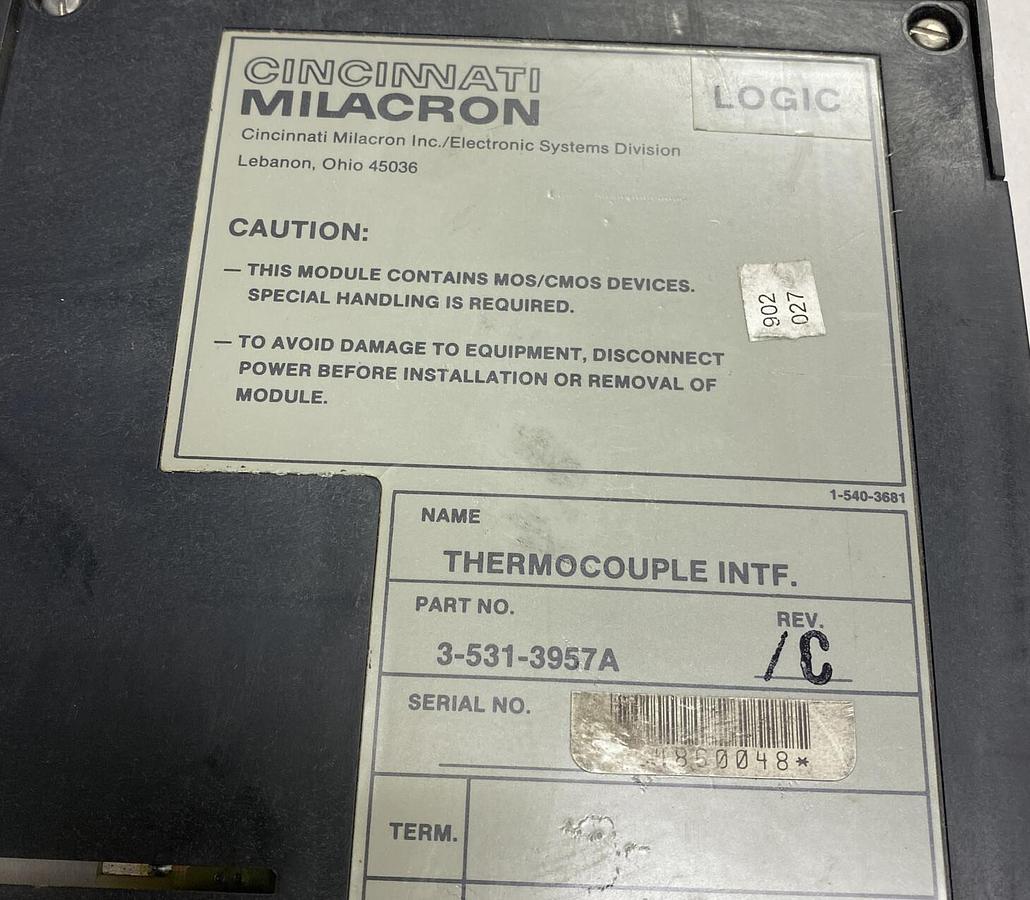 CINCINNATI
MILACRON
LOGIC
Cincinnati Milacron Inc./Electronic Systems Division
Lebanon, Ohio 45036
CAUTION:
— THIS MODULE CONTAINS MOS/CMOS DEVICES.
SPECIAL HANDLING IS REQUIRED.
902
027
— TO AVOID DAMAGE TO EQUIPMENT, DISCONNECT
POWER BEFORE INSTALLATION OR REMOVAL OF
MODULE.
1-540-3681
NAME
THERMOCOUPLE INTF.
PART NO.
REV.
3-531-3957A
/C
SERIAL NO.
TERM.